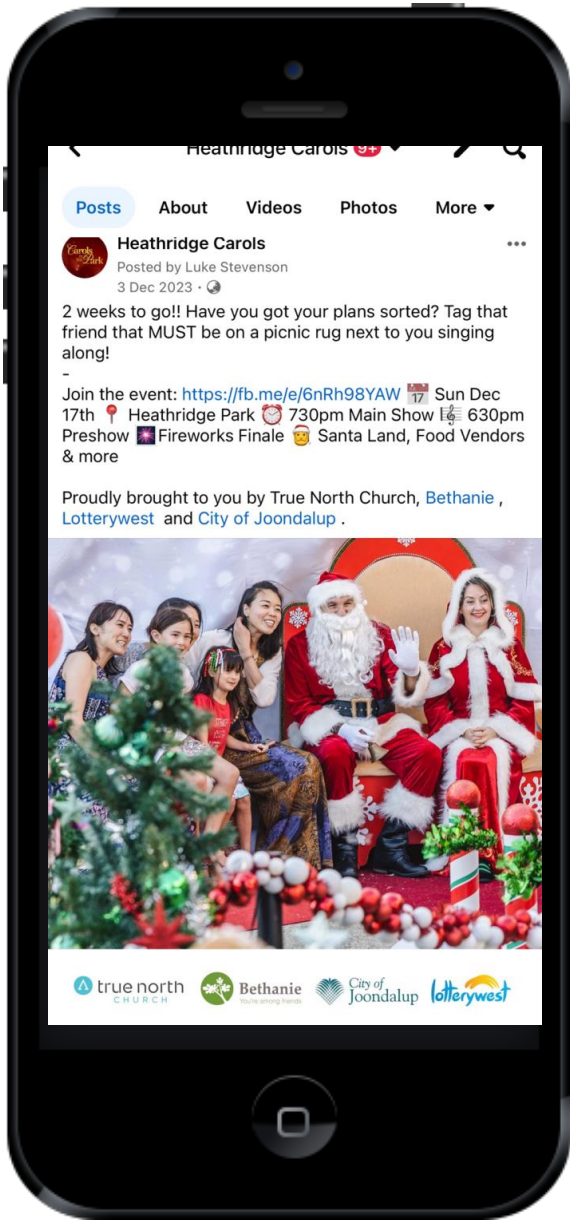 Heathridge Carols 9+
Posts About Videos Photos More
Carols
Park
Heathridge Carols
Posted by Luke Stevenson
3 Dec 2023 ·
2 weeks to go!! Have you got your plans sorted? Tag that
friend that MUST be on a picnic rug next to you singing
along!
-
Join the event: https://fb.me/e/6nRh98YAW 17 Sun Dec
17th 📍 Heathridge Park ⏰ 730pm Main Show 🎼 630pm
Preshow 🎆Fireworks Finale 🎅 Santa Land, Food Vendors
& more
Proudly brought to you by True North Church, Bethanie ,
Lotterywest and City of Joondalup .
true north
CHURCH
Bethanie
You're among friends
City of
Joondalup
lotterywest